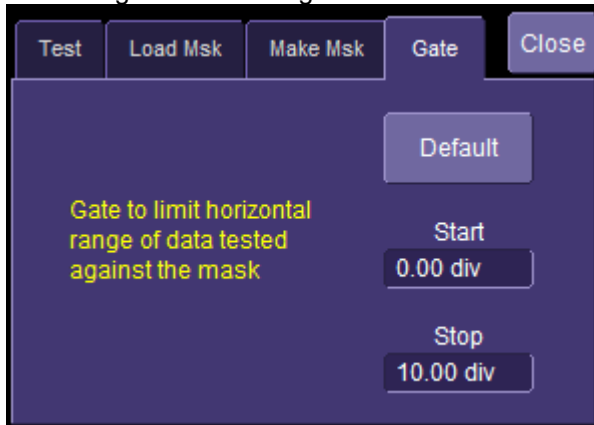 Test
Load Msk
Make Msk
Gate
Close
Default
Gate to limit horizontal
range of data tested
against the mask
Start
0.00 div
Stop
10.00 div